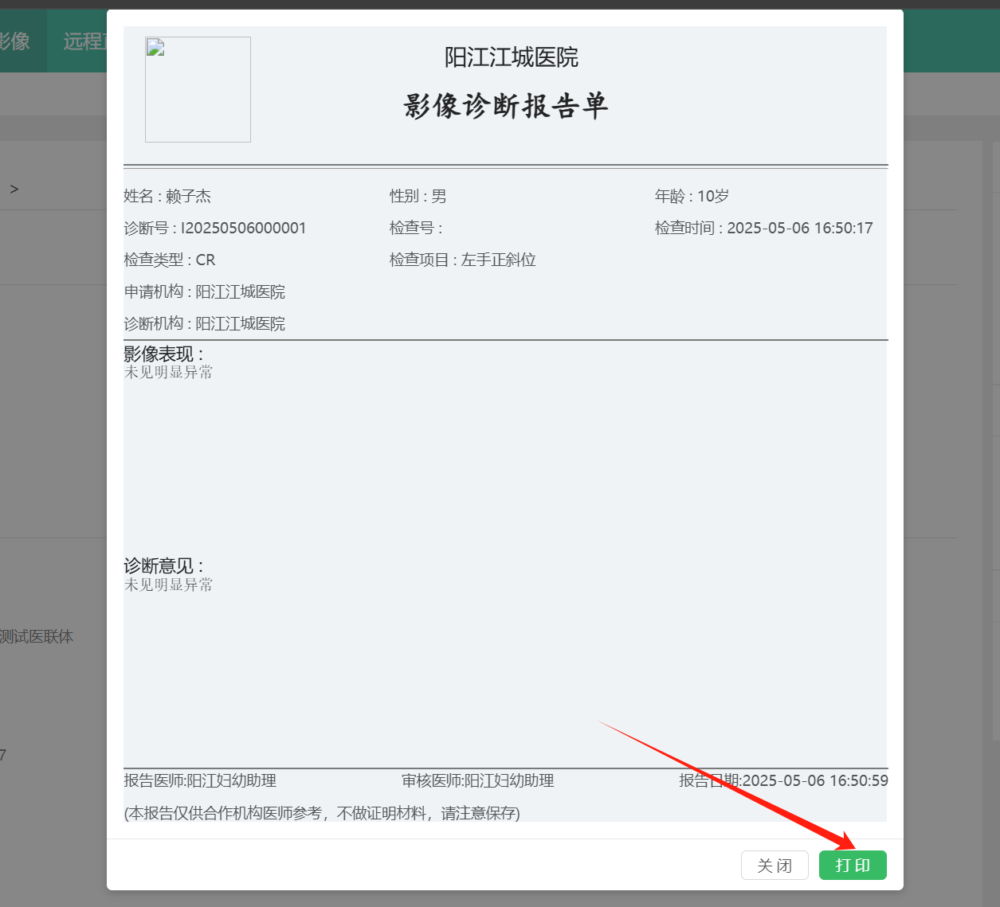 影像 远程
阳江江城医院
影像诊断报告单
>
姓名 : 赖子杰 性别 : 男 年龄 : 10岁
诊断号 : I20250506000001 检查号 : 检查时间 : 2025-05-06 16:50:17
检查类型 : CR 检查项目 : 左手正斜位
申请机构 : 阳江江城医院
诊断机构 : 阳江江城医院
影像表现 :
未见明显异常
诊断意见 :
未见明显异常
测试医联体
7
报告医师:阳江妇幼助理 审核医师:阳江妇幼助理 报告日期:2025-05-06 16:50:59
(本报告仅供合作机构医师参考，不做证明材料，请注意保存)
关 闭 打 印